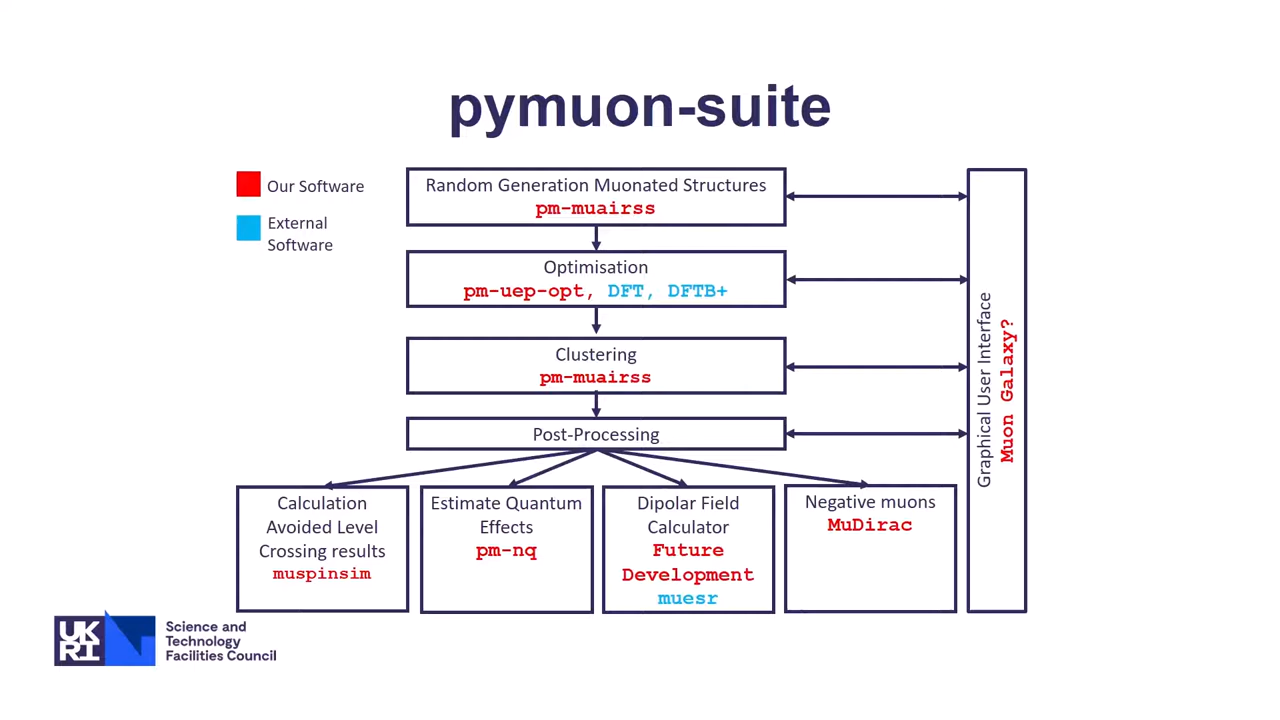 pymuon-suite
Our Software
External
Software
Random Generation Muonated Structures
pm-muairss
Optimisation
pm-uep-opt, DFT, DFTB+
Clustering
pm-muairss
Post-Processing
Calculation
Avoided Level
Crossing results
muspinsim
Estimate Quantum
Effects
pm-nq
Dipolar Field
Calculator
Future
Development
muesr
Negative muons
MuDirac
Graphical User Interface
Muon Galaxy?
UK
RI
Science and
Technology
Facilities Council